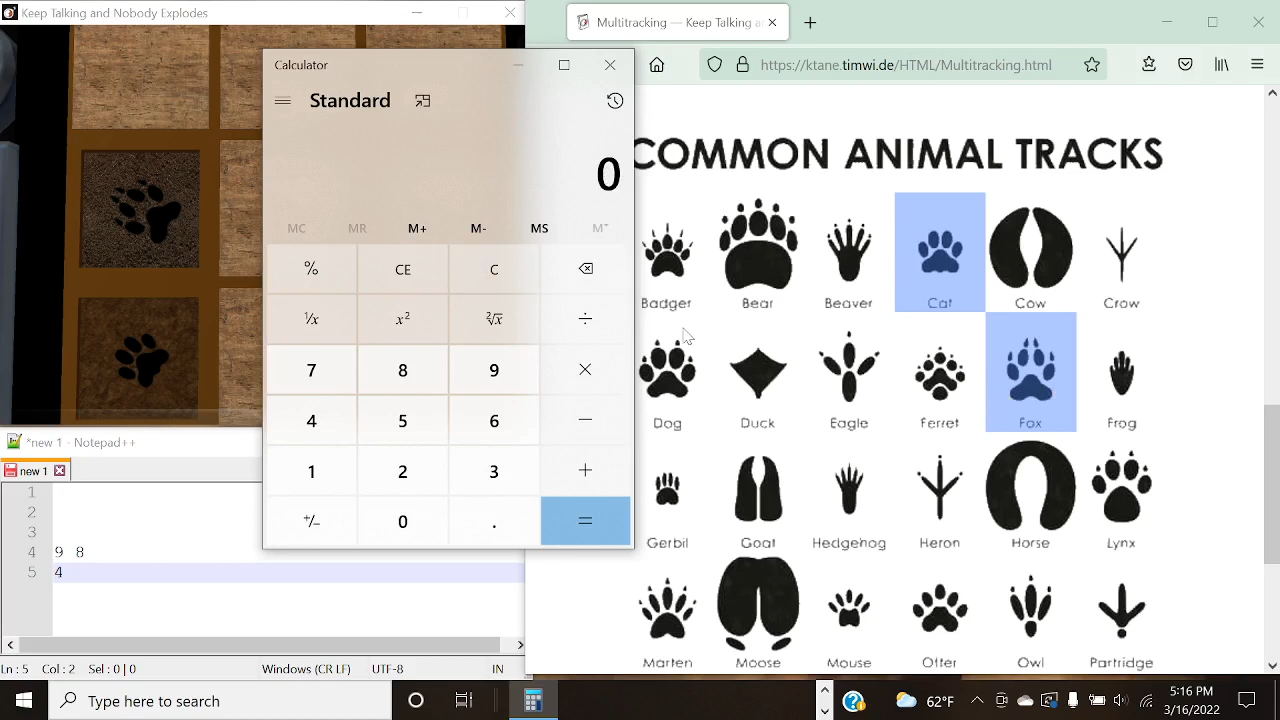 Keep Talking and Nobody Explodes
Multitracking — Keep Talking an
https://ktane.timwi.de/HTML/Multitracking.html
Calculator
Standard
0
MC MR M+ M- MS M
% CE C
¹/x x² ²√x ÷
7 8 9 ×
4 5 6 −
1 2 3 +
+/− 0 . =
COMMON ANIMAL TRACKS
Badger Bear Beaver Cat Cow Crow
Dog Duck Eagle Ferret Fox Frog
Gerbil Goat Hedgehog Heron Horse Lynx
Marten Moose Mouse Otter Owl Partridge
*new 1 - Notepad++
new 1
1
2
3
4 9 8
5 4
Ln : 5 Col : 2 Sel : 0 | 0 Windows (CR LF) UTF-8 IN
Type here to search
62°F
5:16 PM
3/16/2022